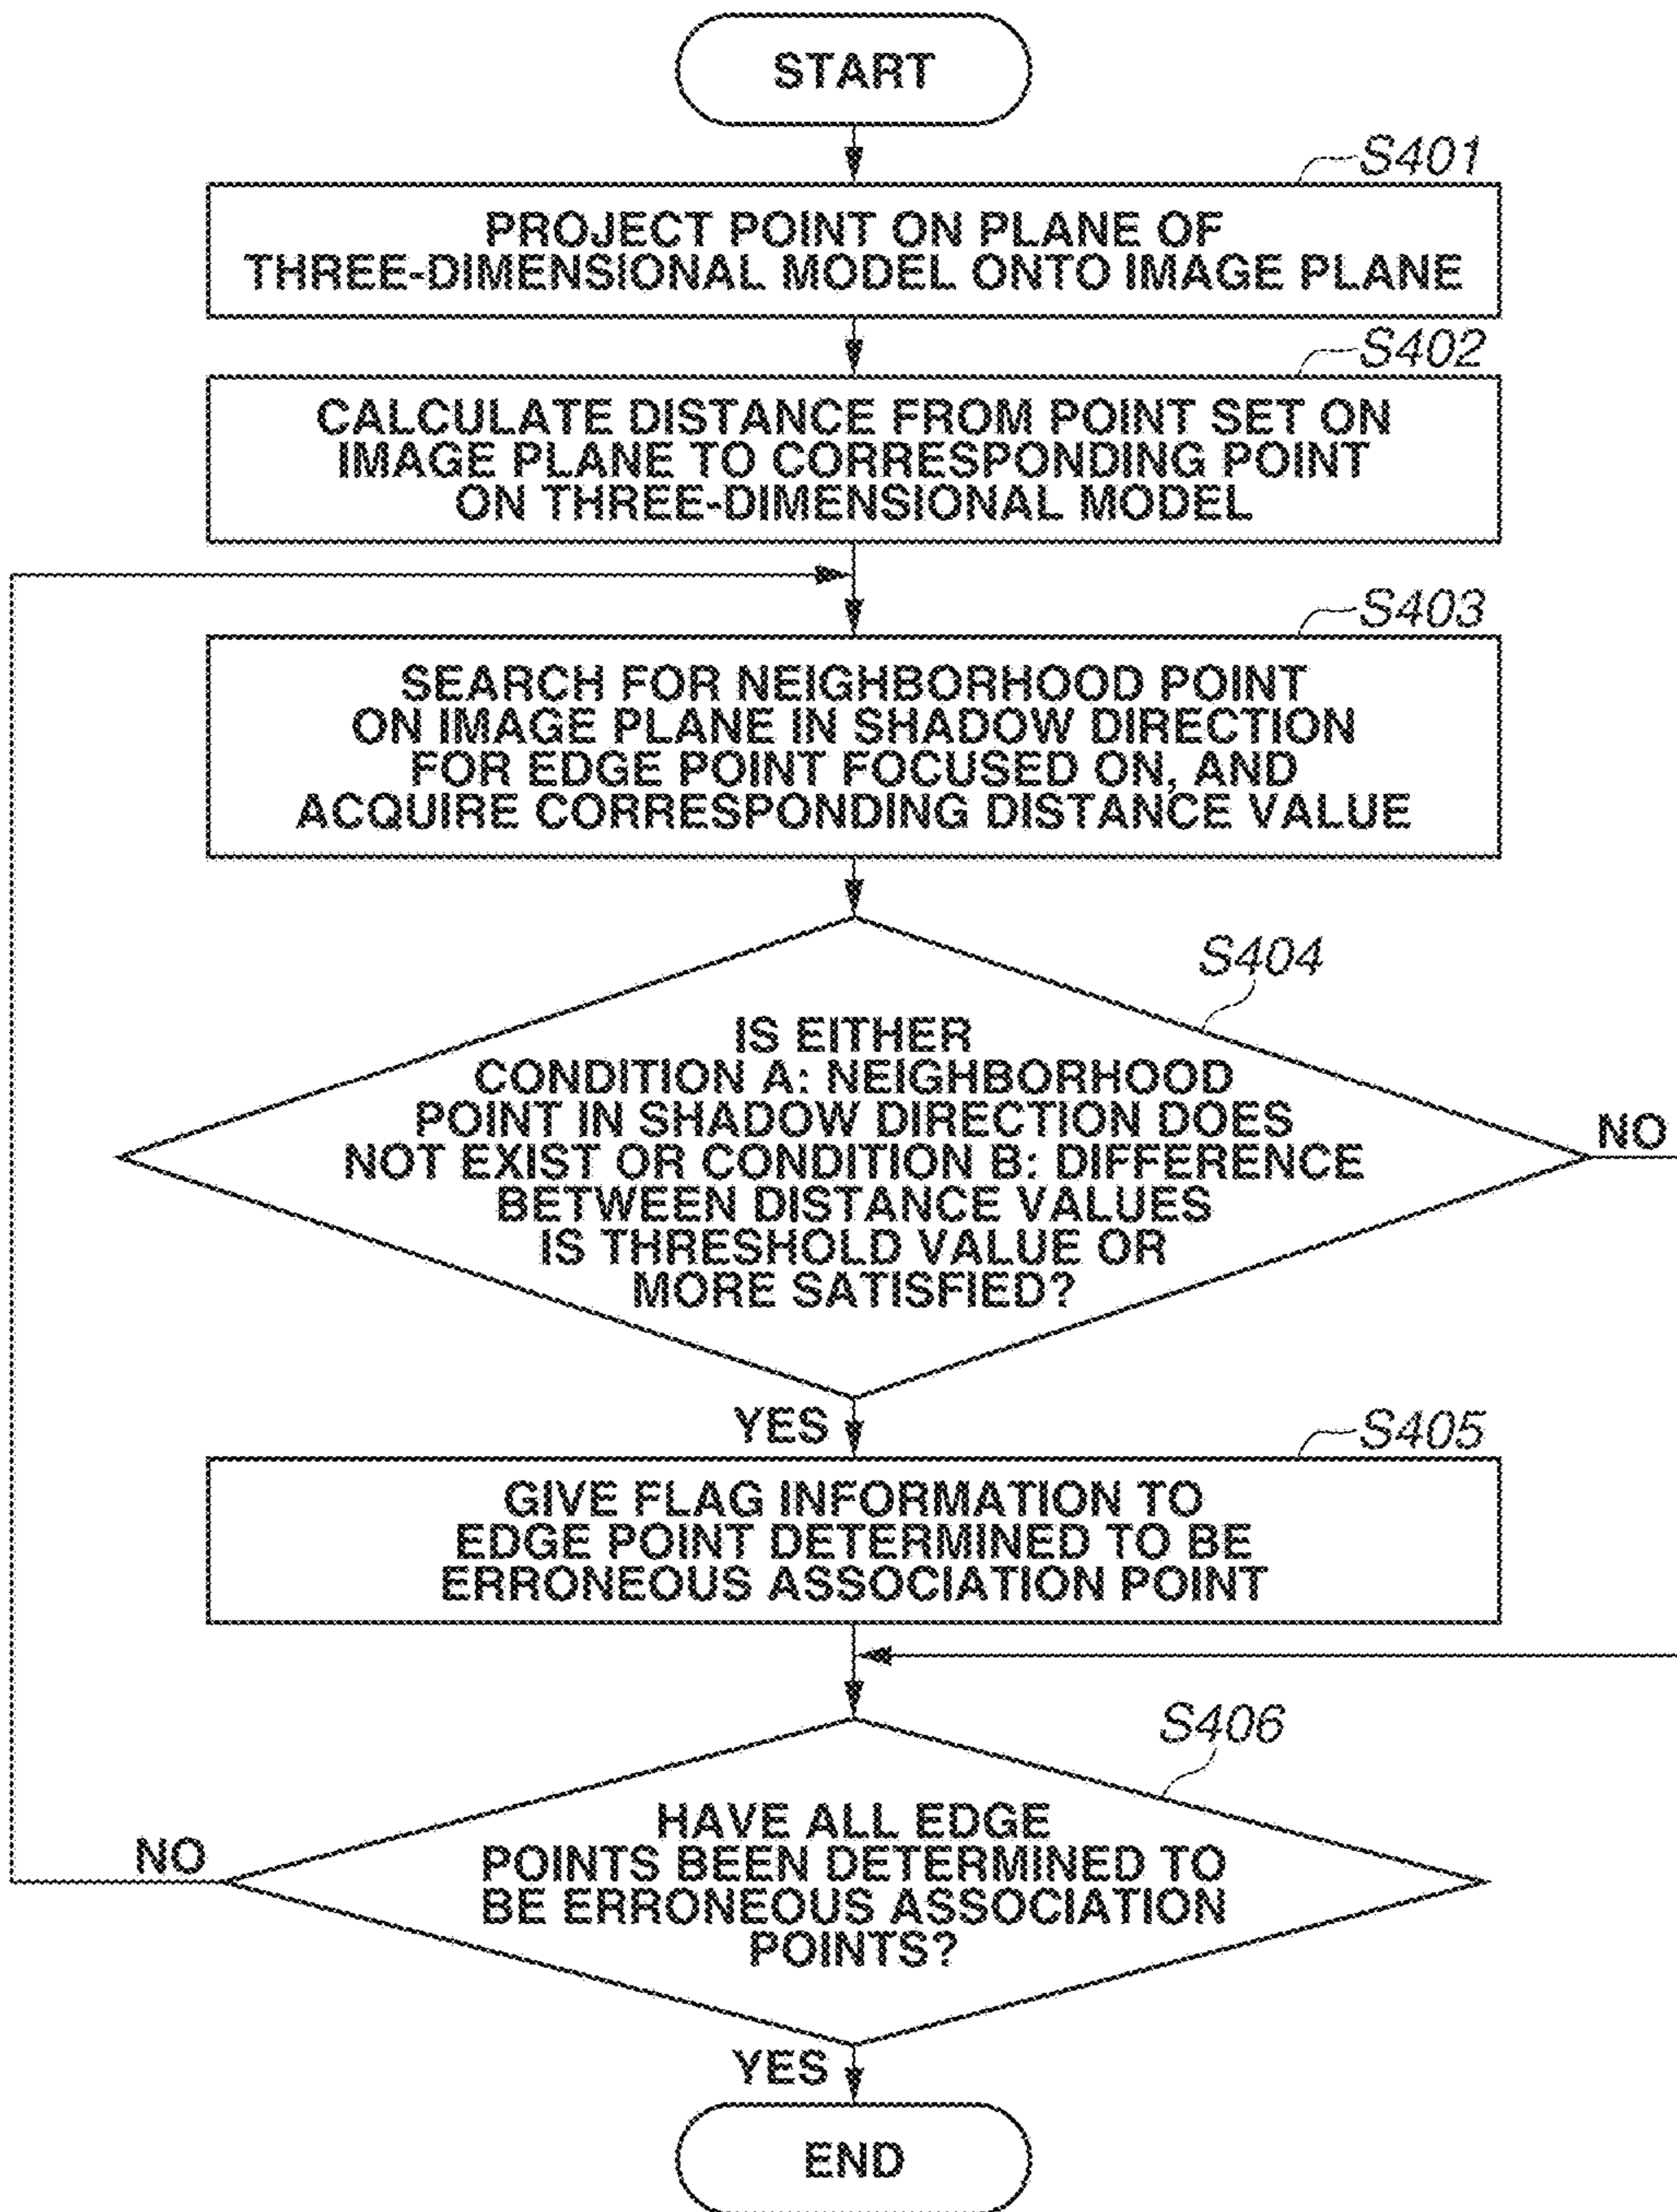 START
S401
PROJECT POINT ON PLANE OF
THREE-DIMENSIONAL MODEL ONTO IMAGE PLANE
S402
CALCULATE DISTANCE FROM POINT SET ON
IMAGE PLANE TO CORRESPONDING POINT
ON THREE-DIMENSIONAL MODEL
S403
SEARCH FOR NEIGHBORHOOD POINT
ON IMAGE PLANE IN SHADOW DIRECTION
FOR EDGE POINT FOCUSED ON, AND
ACQUIRE CORRESPONDING DISTANCE VALUE
S404
IS EITHER
CONDITION A: NEIGHBORHOOD
POINT IN SHADOW DIRECTION DOES
NOT EXIST OR CONDITION B: DIFFERENCE
BETWEEN DISTANCE VALUES
IS THRESHOLD VALUE OR
MORE SATISFIED?
NO
YES
S405
GIVE FLAG INFORMATION TO
EDGE POINT DETERMINED TO BE
ERRONEOUS ASSOCIATION POINT
S406
HAVE ALL EDGE
POINTS BEEN DETERMINED TO
BE ERRONEOUS ASSOCIATION
POINTS?
NO
YES
END